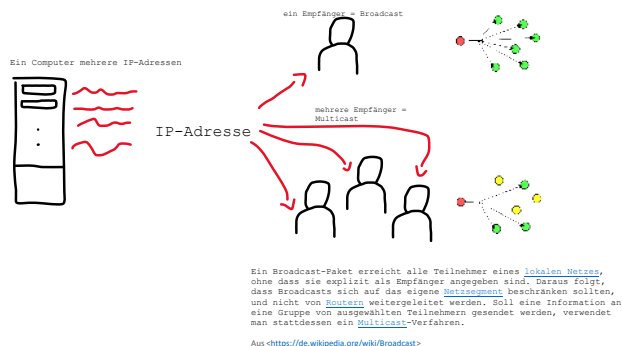 ein Empfänger = Broadcast
Ein Computer mehrere IP-Adressen
mehrere Empfänger =
Multicast
IP-Adresse
Ein Broadcast-Paket erreicht alle Teilnehmer eines lokalen Netzes,
ohne dass sie explizit als Empfänger angegeben sind. Daraus folgt,
dass Broadcasts sich auf das eigene Netzsegment beschränken sollten,
und nicht von Routern weitergeleitet werden. Soll eine Information an
eine Gruppe von ausgewählten Teilnehmern gesendet werden, verwendet
man stattdessen ein Multicast-Verfahren.
Aus <https://de.wikipedia.org/wiki/Broadcast>